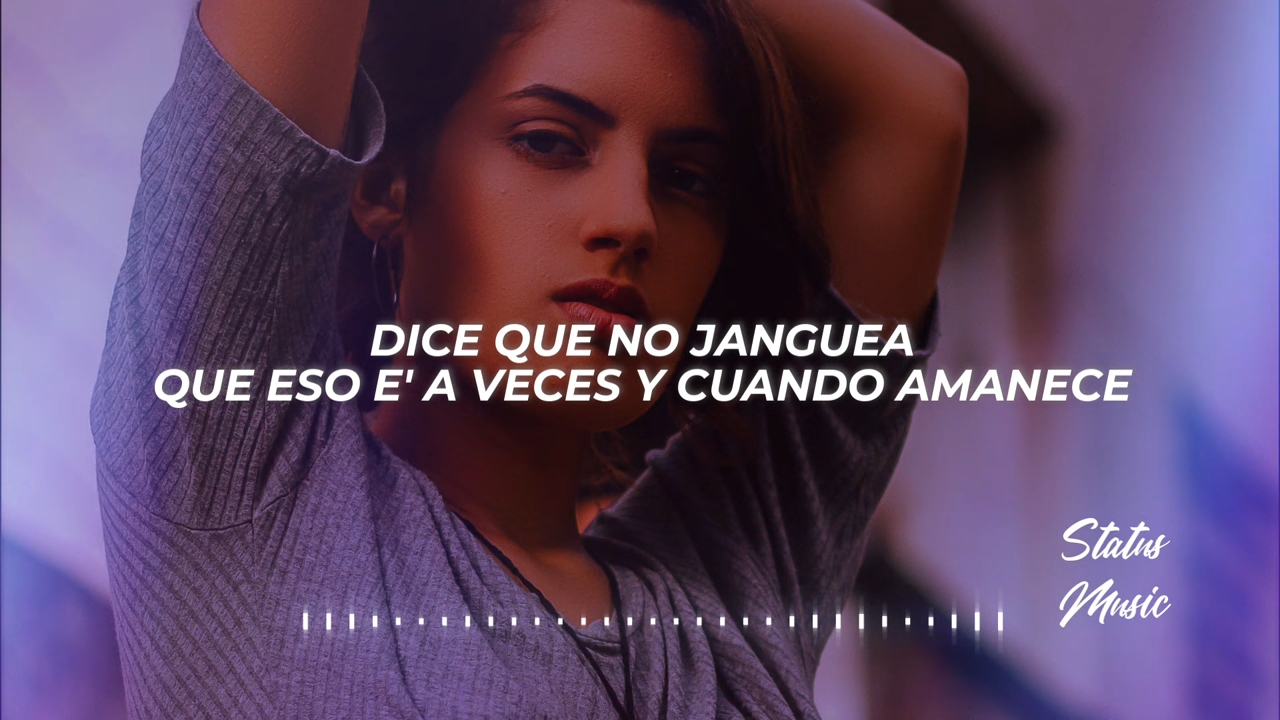 DICE QUE NO JANGUEA
QUE ESO E' A VECES Y CUANDO AMANECE
Status
Music